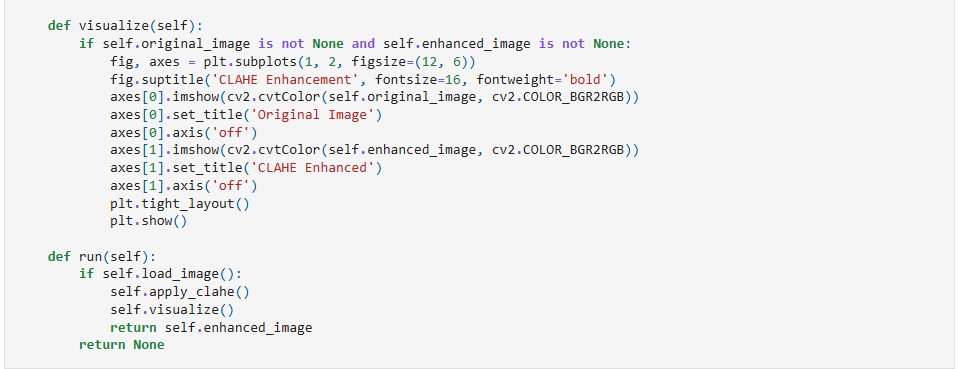 def visualize(self):
    if self.original_image is not None and self.enhanced_image is not None:
        fig, axes = plt.subplots(1, 2, figsize=(12, 6))
        fig.suptitle('CLAHE Enhancement', fontsize=16, fontweight='bold')
        axes[0].imshow(cv2.cvtColor(self.original_image, cv2.COLOR_BGR2RGB))
        axes[0].set_title('Original Image')
        axes[0].axis('off')
        axes[1].imshow(cv2.cvtColor(self.enhanced_image, cv2.COLOR_BGR2RGB))
        axes[1].set_title('CLAHE Enhanced')
        axes[1].axis('off')
        plt.tight_layout()
        plt.show()

def run(self):
    if self.load_image():
        self.apply_clahe()
        self.visualize()
        return self.enhanced_image
    return None